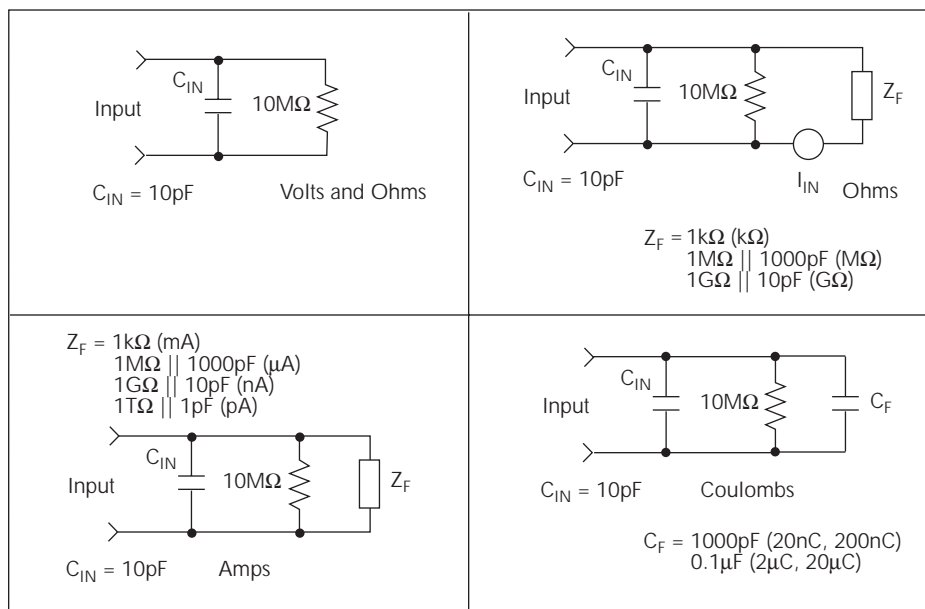 C_IN
Input
10MΩ
C_IN = 10pF
Volts and Ohms
C_IN
10MΩ
Z_F
Input
C_IN = 10pF
I_IN
Ohms
Z_F = 1kΩ (kΩ)
1MΩ || 1000pF (MΩ)
1GΩ || 10pF (GΩ)
Z_F = 1kΩ (mA)
1MΩ || 1000pF (μA)
1GΩ || 10pF (nA)
1TΩ || 1pF (pA)
C_IN
Input
10MΩ
Z_F
C_IN = 10pF
Amps
C_IN
Input
10MΩ
C_F
C_IN = 10pF
Coulombs
C_F = 1000pF (20nC, 200nC)
0.1μF (2μC, 20μC)